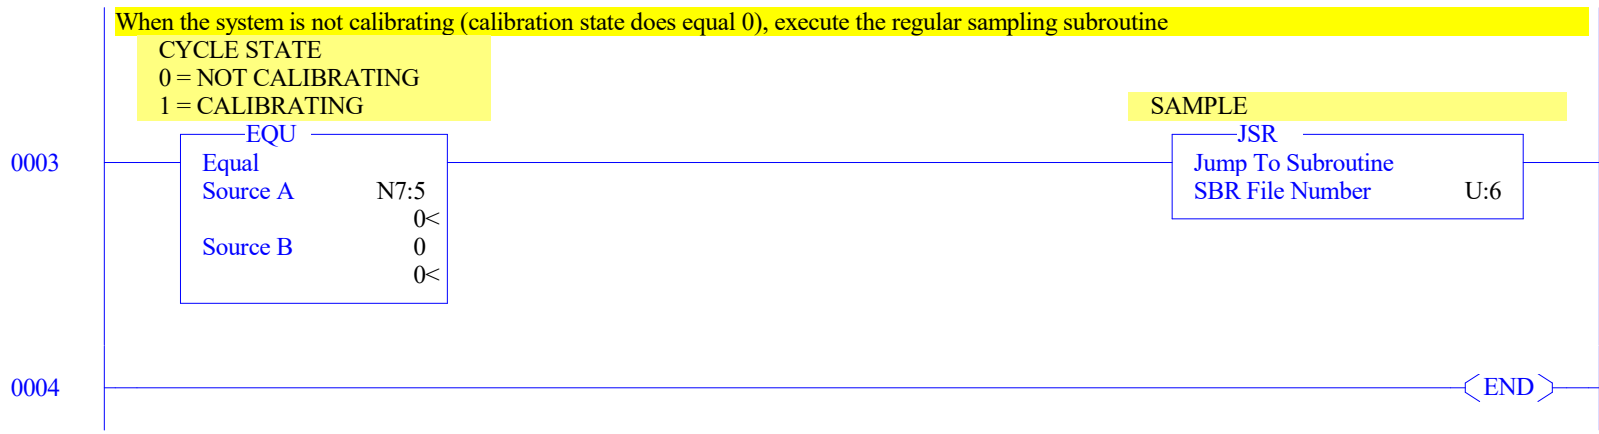 When the system is not calibrating (calibration state does equal 0), execute the regular sampling subroutine
CYCLE STATE
0 = NOT CALIBRATING
1 = CALIBRATING
SAMPLE
EQU
JSR
0003
Equal
Jump To Subroutine
Source A N7:5
SBR File Number U:6
0<
Source B 0
0<
0004
END